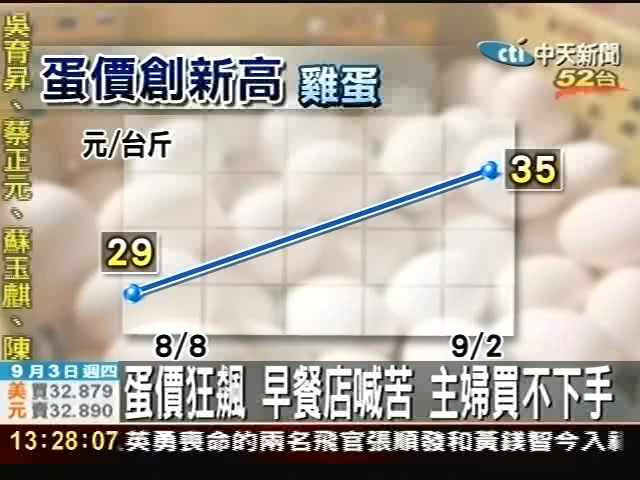 吳育昇、蔡正元、蘇玉麒、陳
cti 中天新聞
52台
蛋價創新高 雞蛋
元/台斤
35
29
8/8
9/2
9月3日週四
美元
買32.879
賣32.890
蛋價狂飆 早餐店喊苦 主婦買不下手
13:28:07
英勇喪命的兩名飛官張順發和黃鎂智今入